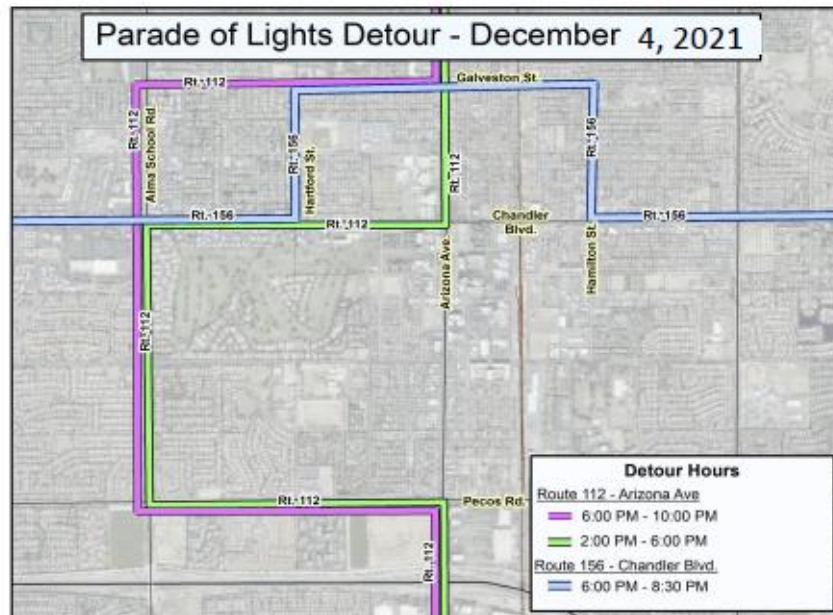 Parade of Lights Detour - December 4, 2021
Galveston St.
Rt. 112
Rt. 112
Alma School Rd
Rt. 156
Hartford St.
Rt. 112
Rt. 156
Rt. 156
Rt. 112
Chandler
Blvd.
Rt. 156
Arizona Ave.
Hamilton St.
Rt. 112
Rt. 112
Pecos Rd.
Rt. 112
Detour Hours
Route 112 - Arizona Ave
6:00 PM - 10:00 PM
2:00 PM - 6:00 PM
Route 156 - Chandler Blvd.
6:00 PM - 8:30 PM